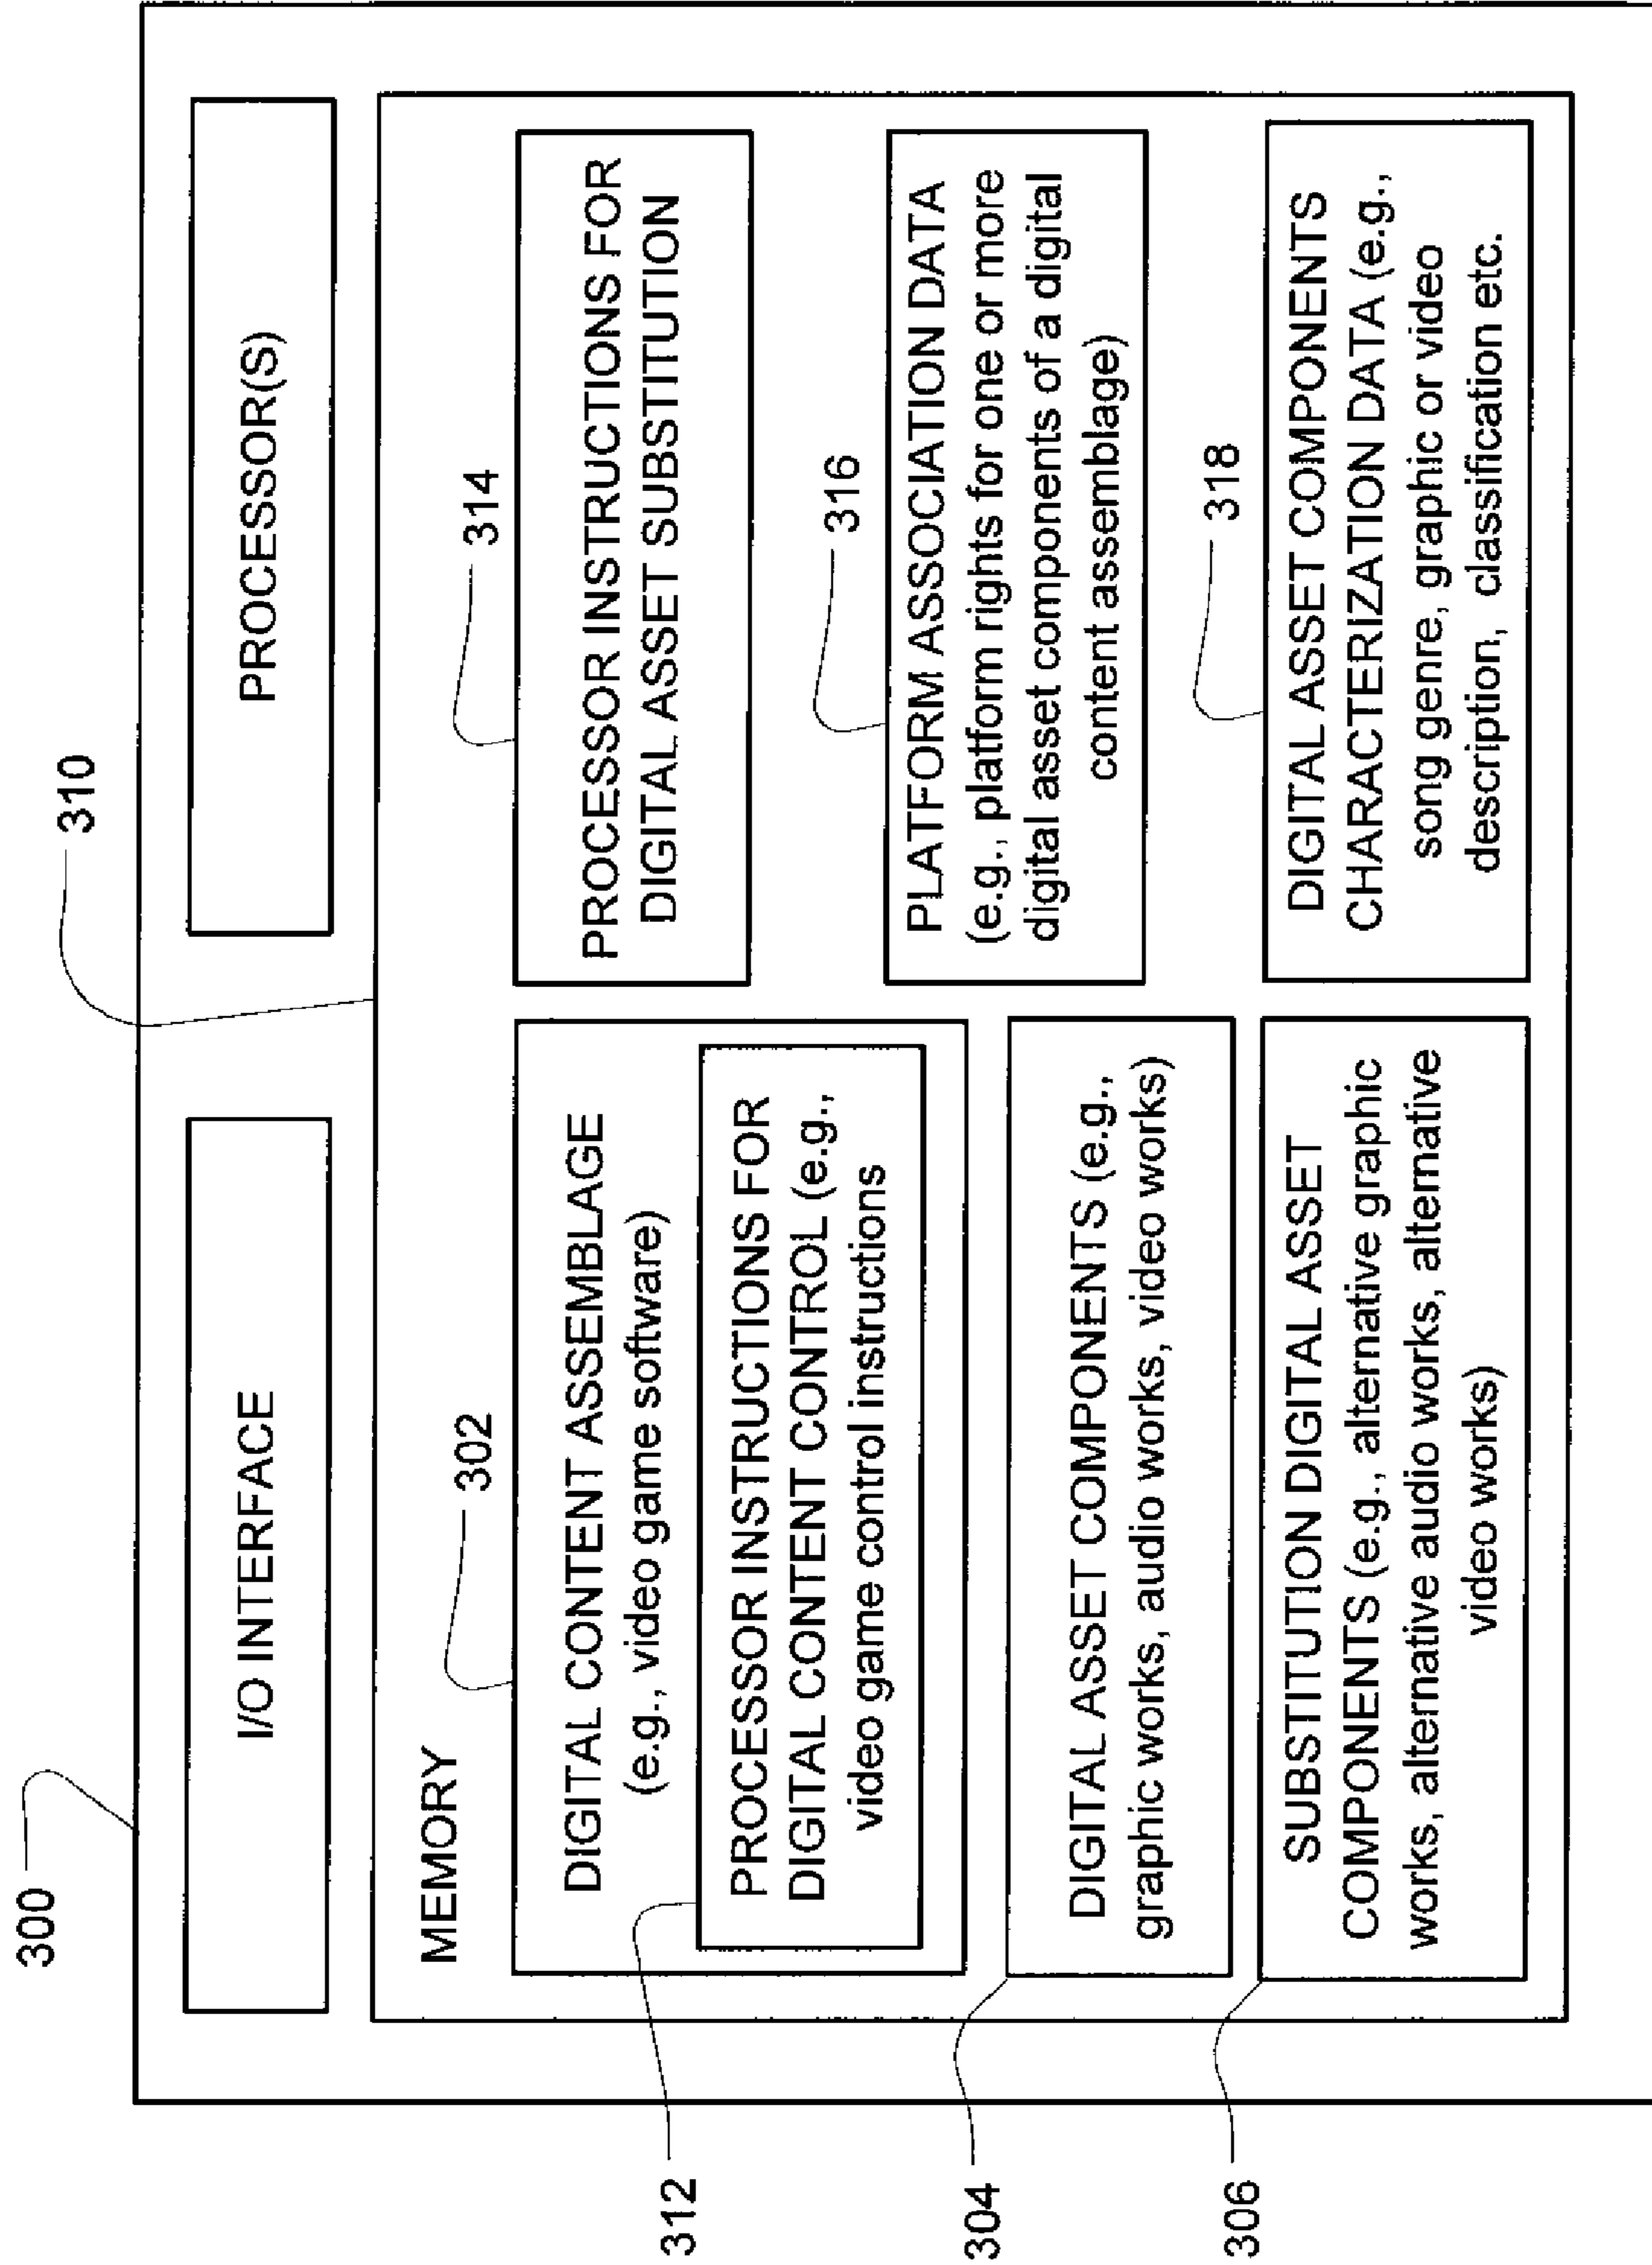 300
310
I/O INTERFACE
PROCESSOR(S)
MEMORY
302
DIGITAL CONTENT ASSEMBLAGE
(e.g., video game software)
312
PROCESSOR INSTRUCTIONS FOR
DIGITAL CONTENT CONTROL (e.g.,
video game control instructions
304
DIGITAL ASSET COMPONENTS (e.g.,
graphic works, audio works, video works)
306
SUBSTITUTION DIGITAL ASSET
COMPONENTS (e.g., alternative graphic
works, alternative audio works, alternative
video works)
314
PROCESSOR INSTRUCTIONS FOR
DIGITAL ASSET SUBSTITUTION
316
PLATFORM ASSOCIATION DATA
(e.g., platform rights for one or more
digital asset components of a digital
content assemblage)
318
DIGITAL ASSET COMPONENTS
CHARACTERIZATION DATA (e.g.,
song genre, graphic or video
description, classification etc.